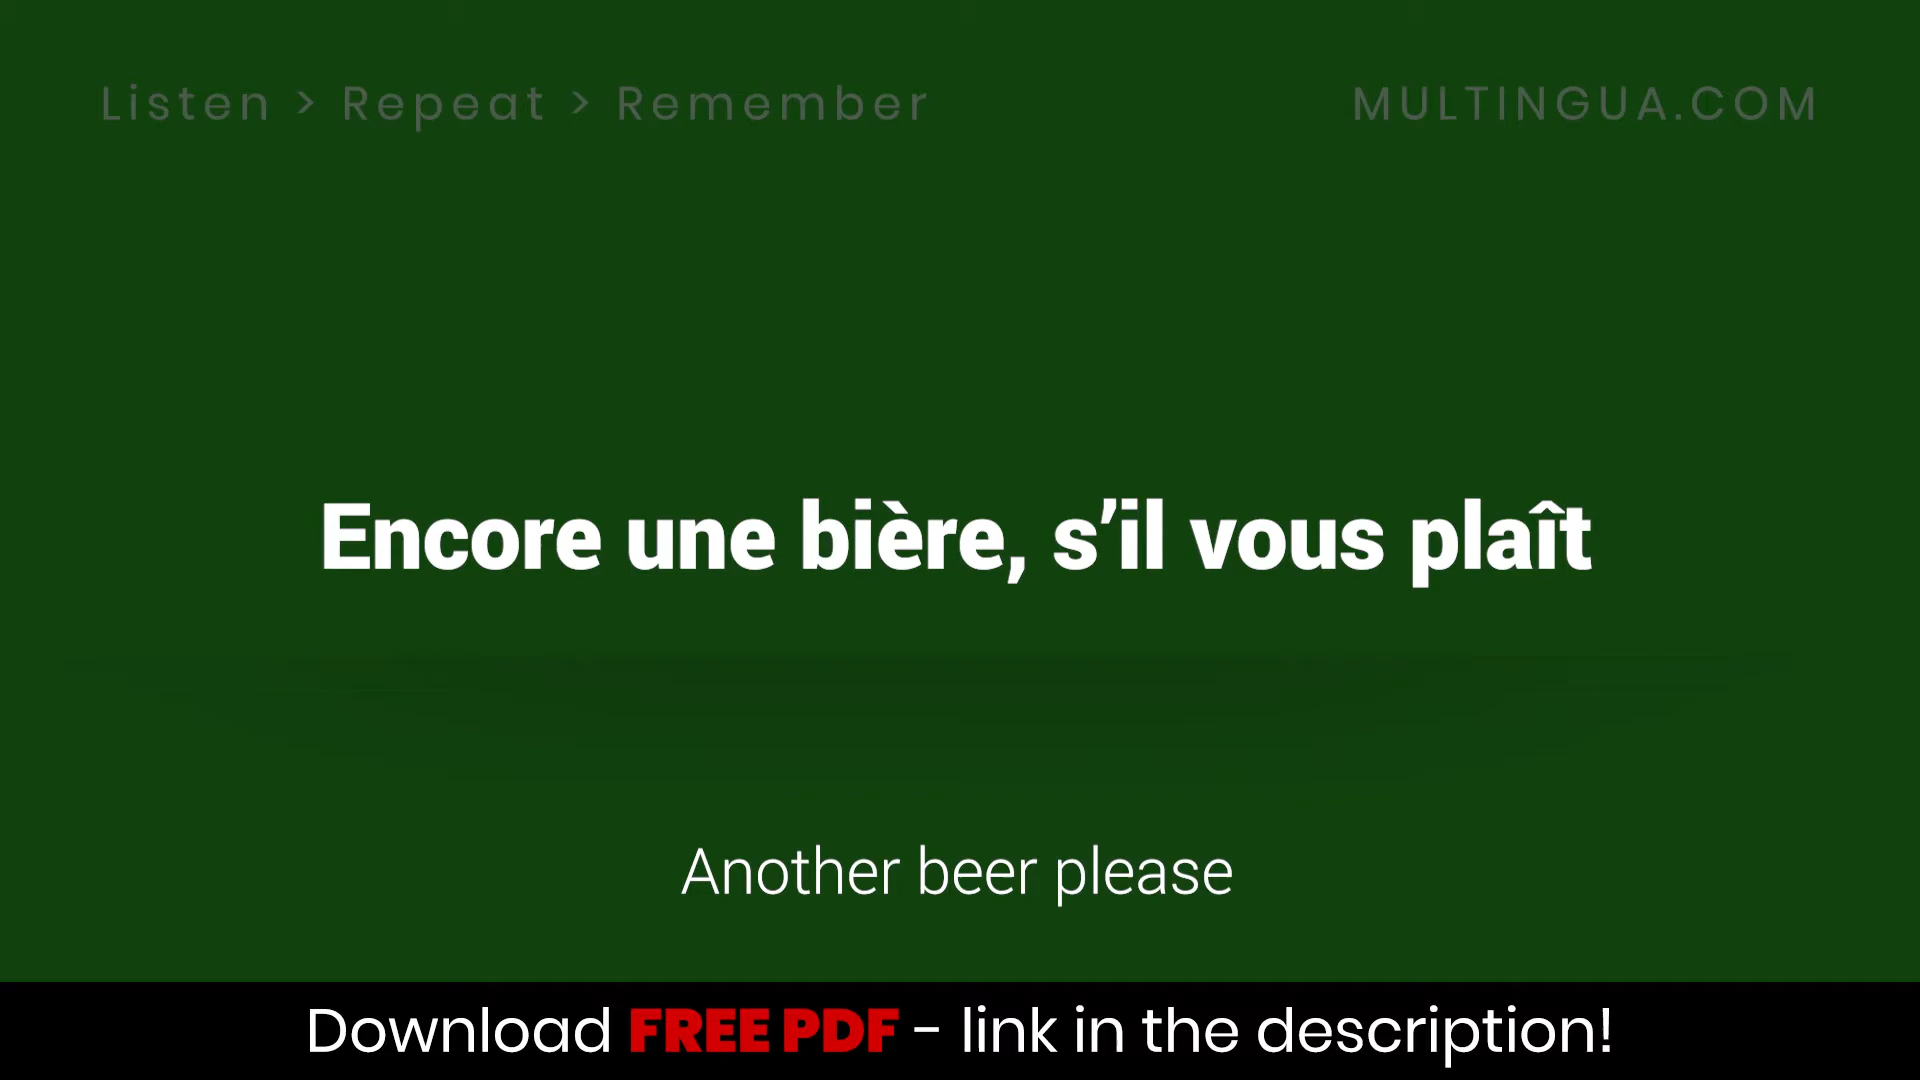 Listen > Repeat > Remember
MULTINGUA.COM
Encore une bière, s’il vous plaît
Another beer please
Download FREE PDF - link in the description!